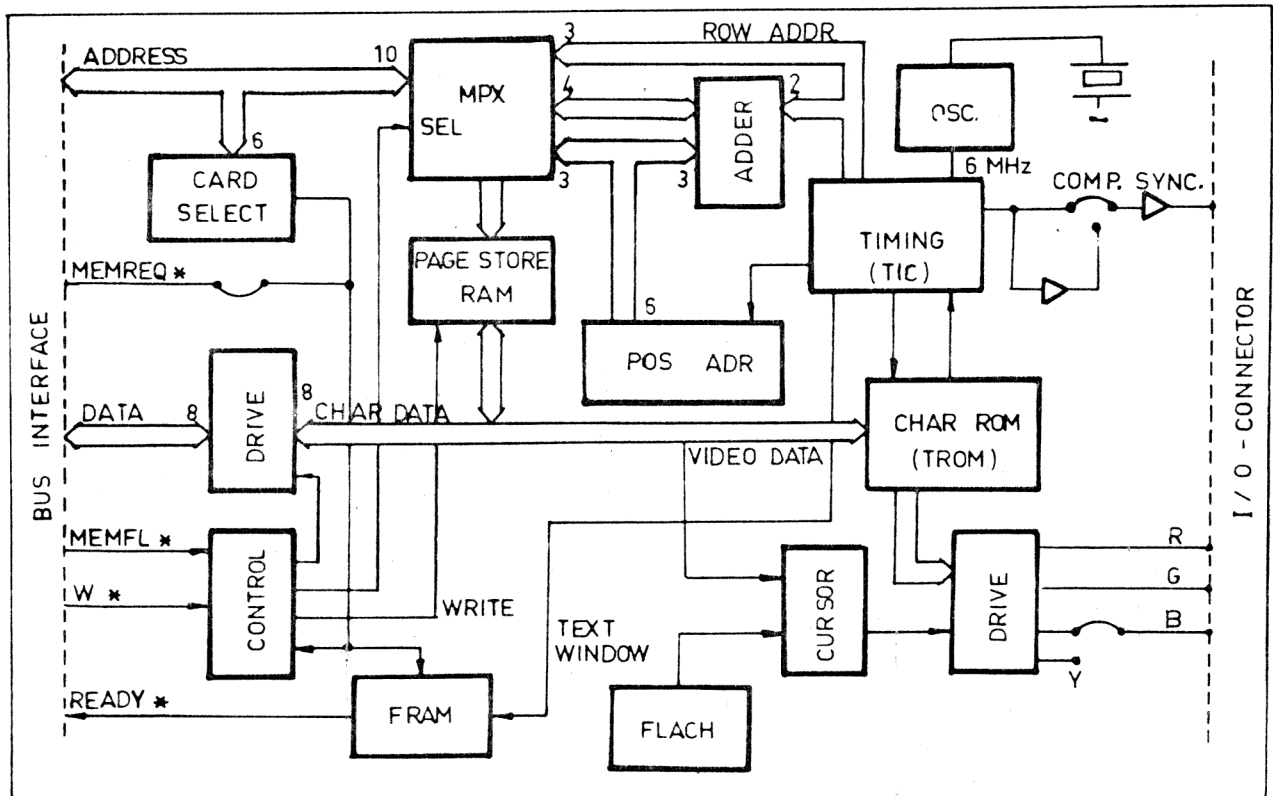 ADDRESS
10
6
CARD
SELECT
MPX
SEL
3
ROW ADDR
4
2
3
3
ADDER
OSC.
6 MHz
COMP. SYNC.
TIMING
(TIC)
MEMREQ *
PAGE STORE
RAM
6
POS ADR
BUS INTERFACE
DATA
8
DRIVE
8
CHAR DATA
VIDEO DATA
CHAR ROM
(TROM)
I / O - CONNECTOR
MEMFL *
W *
CONTROL
WRITE
TEXT
WINDOW
CURSOR
DRIVE
R
G
B
Y
READY *
FRAM
FLACH